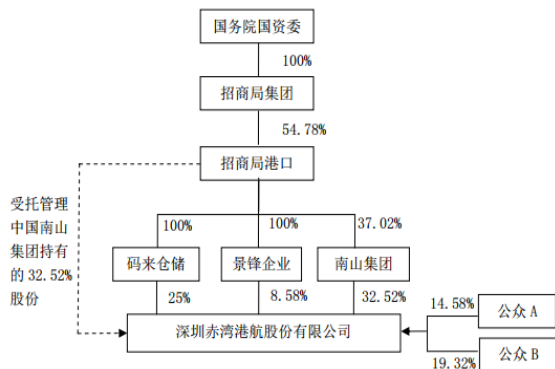 国务院国资委
100%
招商局集团
54.78%
招商局港口
受托管理
中国南山
集团持有
的 32.52%
股份
100%
100%
37.02%
码来仓储
景锋企业
南山集团
25%
8.58%
32.52%
深圳赤湾港航股份有限公司
14.58%
公众 A
19.32%
公众 B